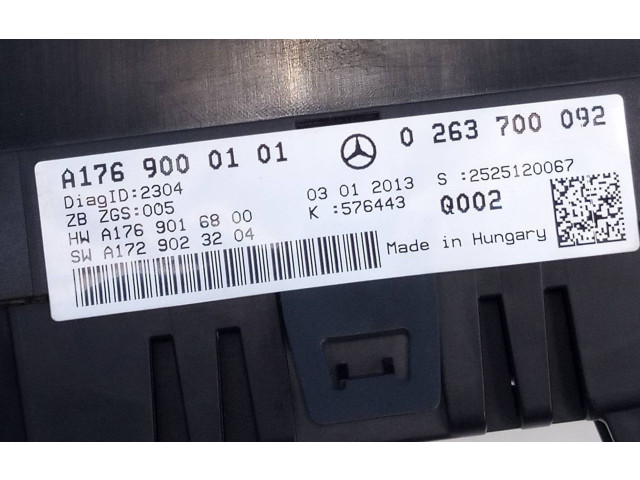 A176 900 01 01 0 263 700 092
DiagID:2304 03 01 2013 S :2525120067
ZB ZGS:005 K :576443 Q002
HW A176 901 68 00
SW A172 902 32 04 Made in Hungary